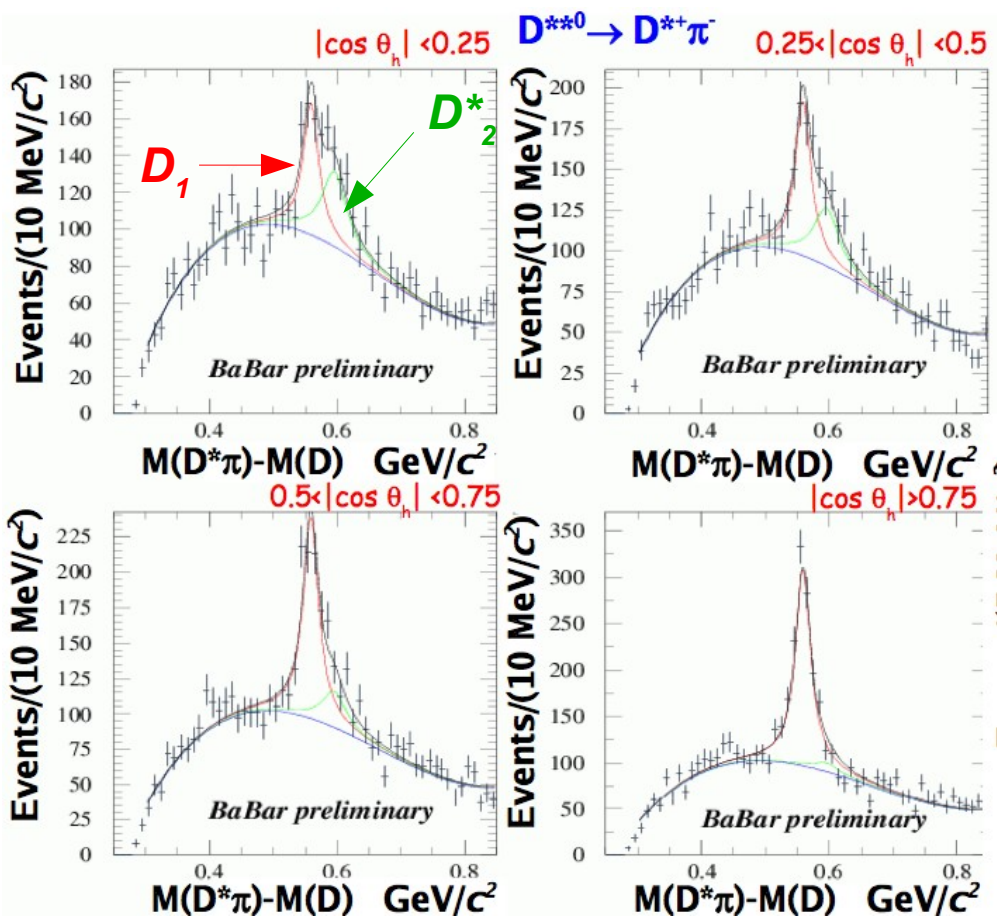 D**0→ D*+π-
|cos θh| <0.25
0.25<|cos θh| <0.5
Events/(10 MeV/c2)
180
160
140
120
100
80
60
40
20
0
D1
D*2
BaBar preliminary
0.4
0.6
0.8
M(D*π)-M(D) GeV/c2
Events/(10 MeV/c2)
200
175
150
125
100
75
50
25
0
BaBar preliminary
0.4
0.6
0.8
M(D*π)-M(D) GeV/c2
0.5<|cos θh| <0.75
|cos θh|>0.75
Events/(10 MeV/c2)
225
200
175
150
125
100
75
50
25
0
BaBar preliminary
0.4
0.6
0.8
M(D*π)-M(D) GeV/c2
Events/(10 MeV/c2)
350
300
250
200
150
100
50
0
BaBar preliminary
0.4
0.6
0.8
M(D*π)-M(D) GeV/c2